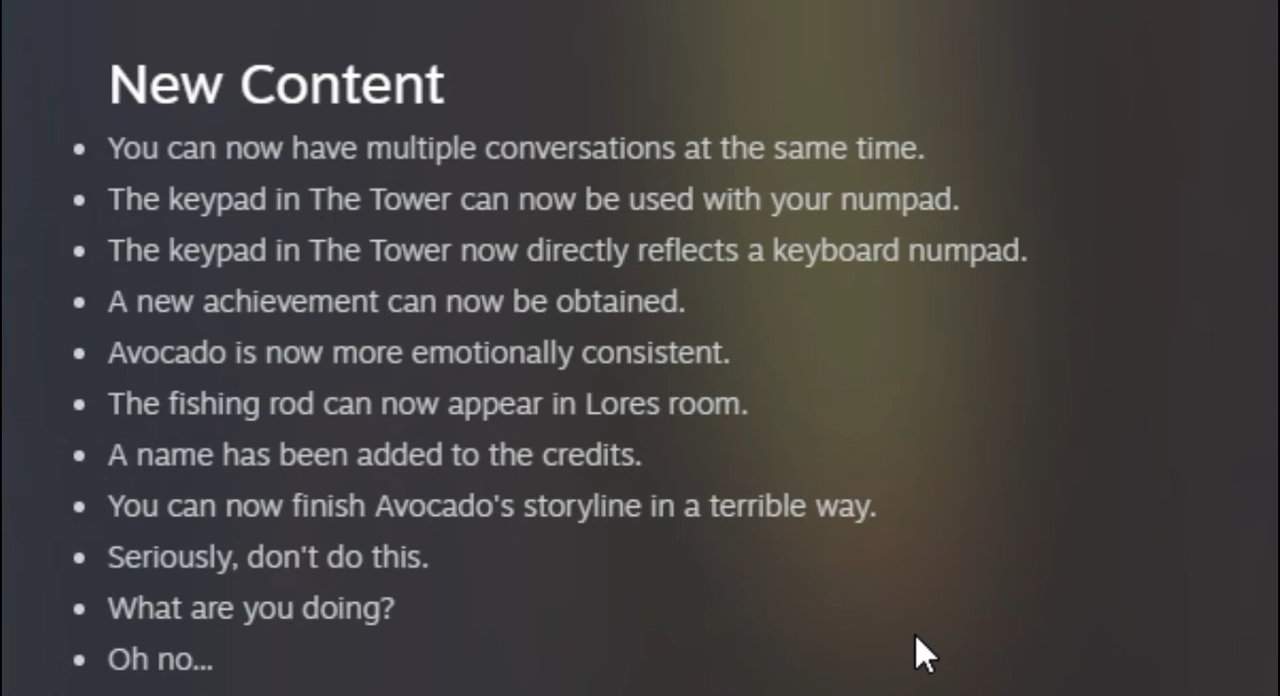 New Content
• You can now have multiple conversations at the same time.
• The keypad in The Tower can now be used with your numpad.
• The keypad in The Tower now directly reflects a keyboard numpad.
• A new achievement can now be obtained.
• Avocado is now more emotionally consistent.
• The fishing rod can now appear in Lores room.
• A name has been added to the credits.
• You can now finish Avocado's storyline in a terrible way.
• Seriously, don't do this.
• What are you doing?
• Oh no...